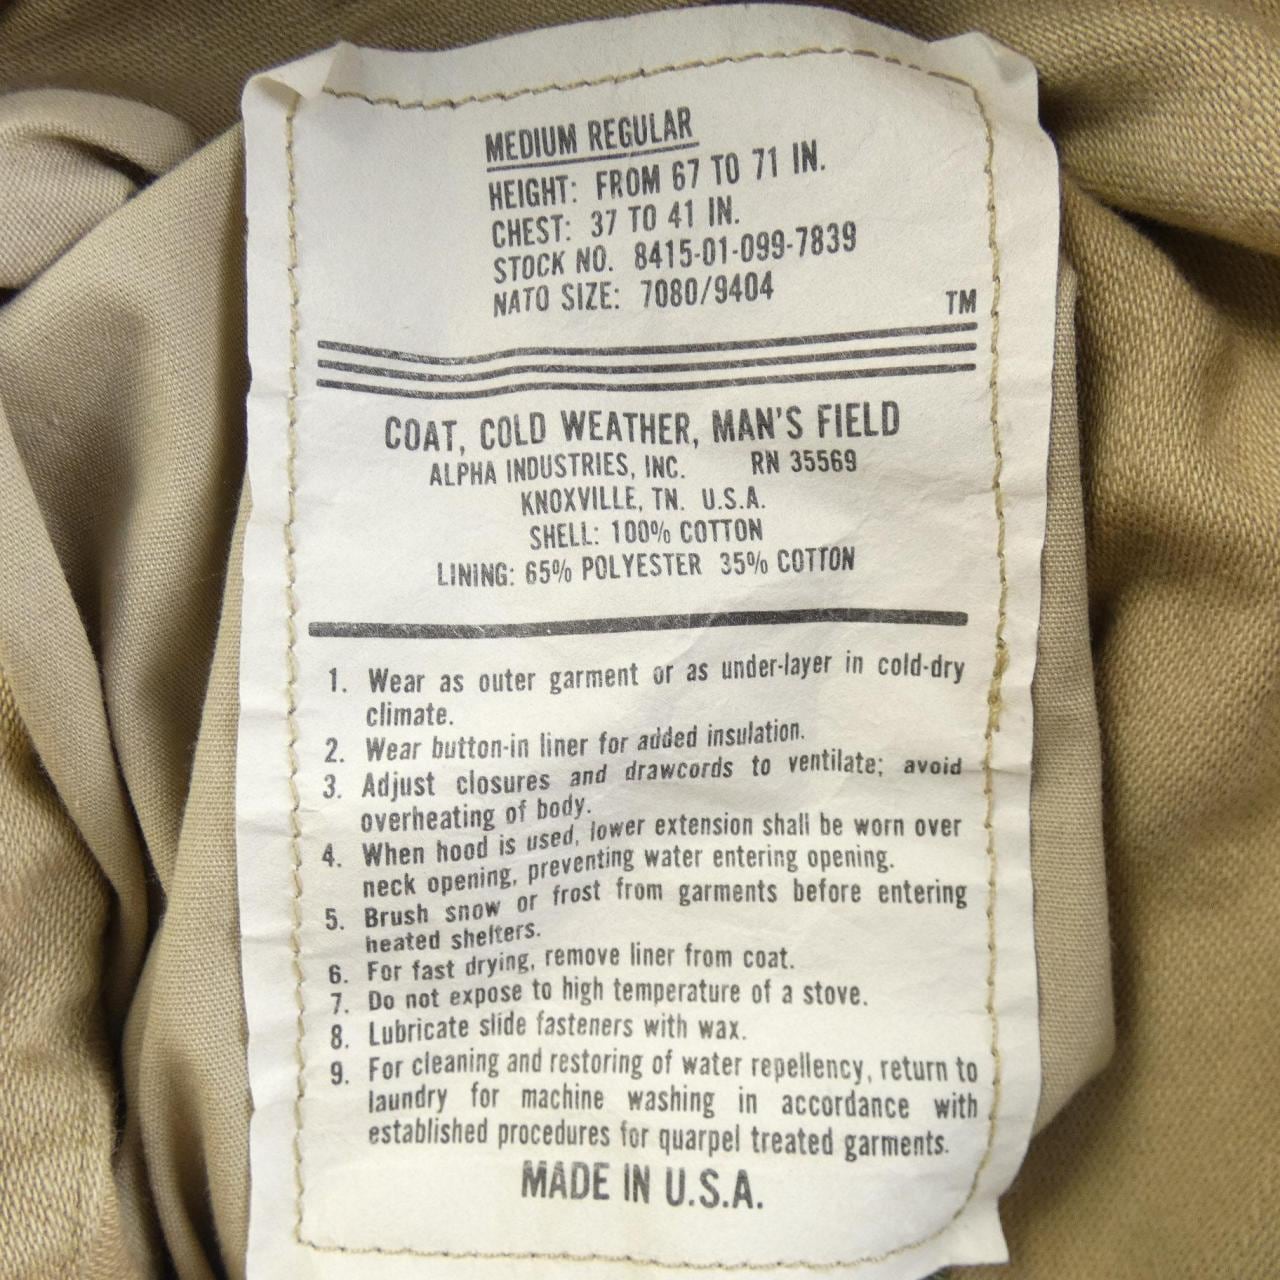 MEDIUM REGULAR
HEIGHT: FROM 67 TO 71 IN.
CHEST: 37 TO 41 IN.
STOCK NO. 8415-01-099-7839
NATO SIZE: 7080/9404
TM
COAT, COLD WEATHER, MAN'S FIELD
ALPHA INDUSTRIES, INC. RN 35569
KNOXVILLE, TN. U.S.A.
SHELL: 100% COTTON
LINING: 65% POLYESTER 35% COTTON
1. Wear as outer garment or as under-layer in cold-dry
climate.
2. Wear button-in liner for added insulation.
3. Adjust closures and drawcords to ventilate; avoid
overheating of body.
4. When hood is used, lower extension shall be worn over
neck opening, preventing water entering opening.
5. Brush snow or frost from garments before entering
heated shelters.
6. For fast drying, remove liner from coat.
7. Do not expose to high temperature of a stove.
8. Lubricate slide fasteners with wax.
9. For cleaning and restoring of water repellency, return to
laundry for machine washing in accordance with
established procedures for quarpel treated garments.
MADE IN U.S.A.